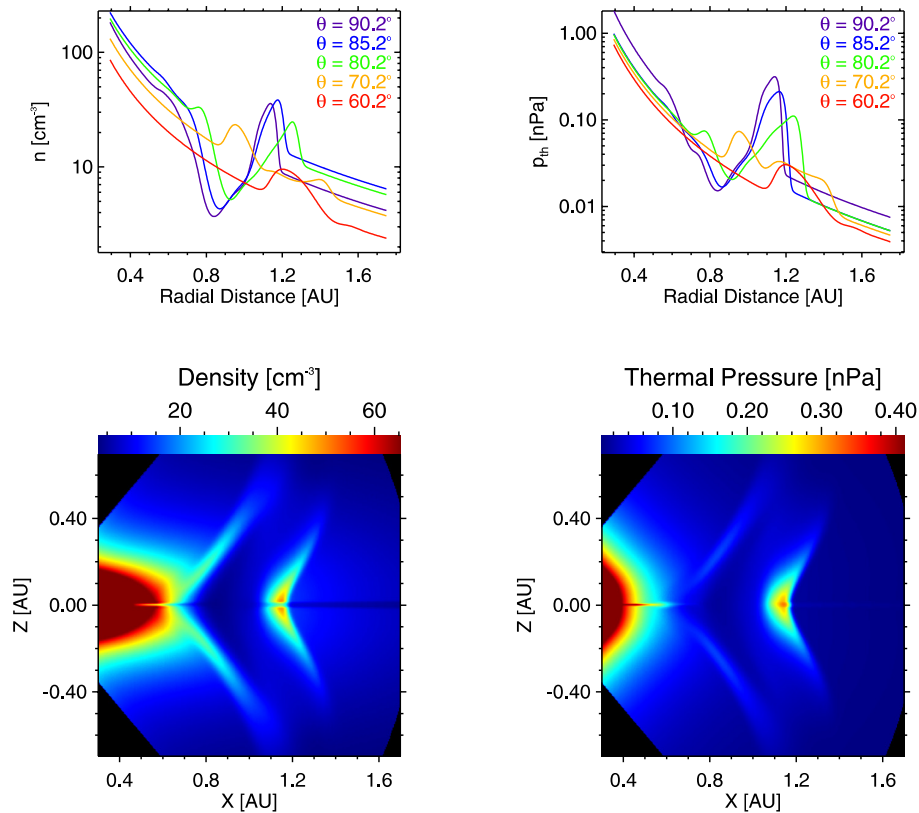 θ = 90.2°
θ = 85.2°
θ = 80.2°
θ = 70.2°
θ = 60.2°
100
10
n [cm⁻³]
0.4 0.8 1.2 1.6
Radial Distance [AU]
θ = 90.2°
θ = 85.2°
θ = 80.2°
θ = 70.2°
θ = 60.2°
1.00
0.10
0.01
pth [nPa]
0.4 0.8 1.2 1.6
Radial Distance [AU]
Density [cm⁻³]
20 40 60
0.40
0.00
-0.40
Z [AU]
0.4 0.8 1.2 1.6
X [AU]
Thermal Pressure [nPa]
0.10 0.20 0.30 0.40
0.40
0.00
-0.40
Z [AU]
0.4 0.8 1.2 1.6
X [AU]